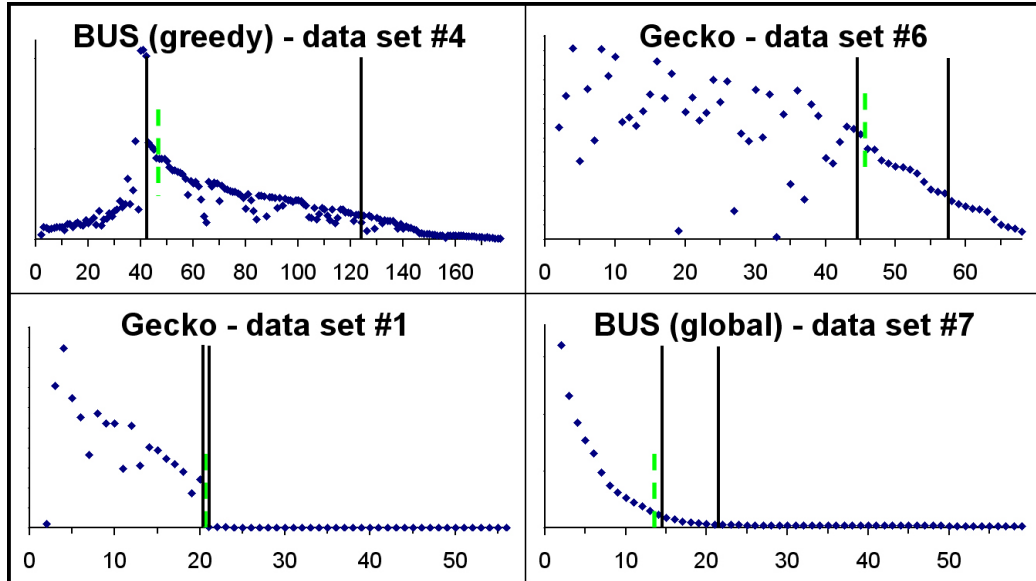 BUS (greedy) - data set #4
0 20 40 60 80 100 120 140 160
Gecko - data set #6
0 10 20 30 40 50 60
Gecko - data set #1
0 10 20 30 40 50
BUS (global) - data set #7
0 10 20 30 40 50